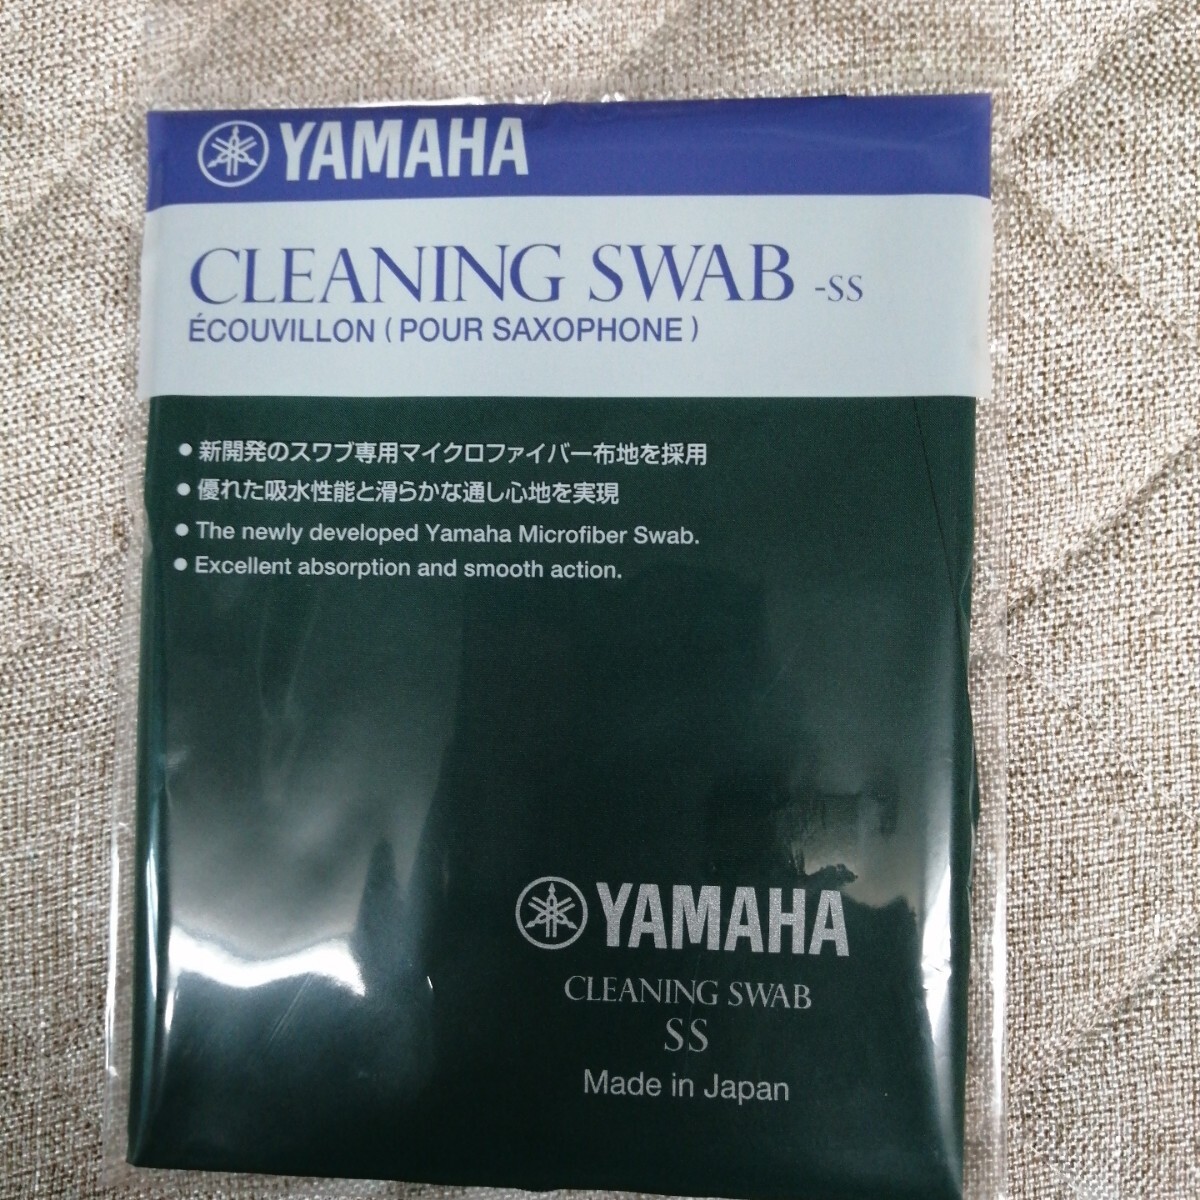 YAMAHA
CLEANING SWAB -SS
ÉCOUVILLON (POUR SAXOPHONE)
● 新開発のスワブ専用マイクロファイバー布地を採用
● 優れた吸水性能と滑らかな通し心地を実現
● The newly developed Yamaha Microfiber Swab.
● Excellent absorption and smooth action.
YAMAHA
CLEANING SWAB
SS
Made in Japan